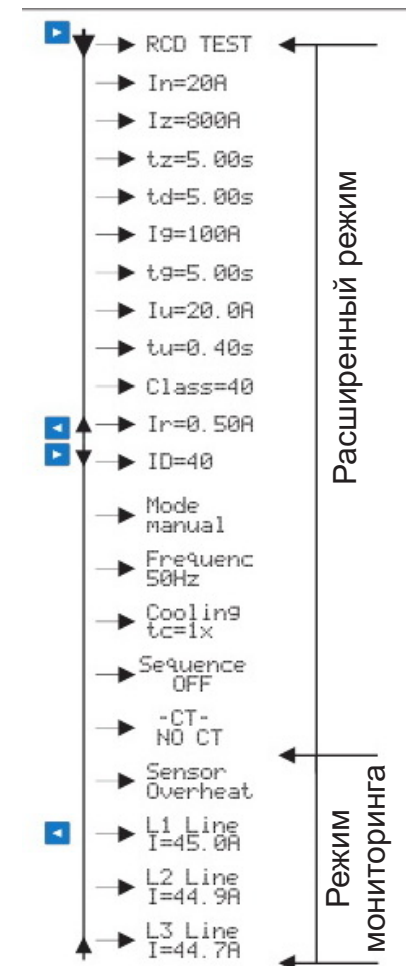 RCD TEST
In=20A
Iz=800A
tz=5.00s
td=5.00s
Ig=100A
tg=5.00s
Iu=20.0A
tu=0.40s
Class=40
Ir=0.50A
ID=40
Mode
manual
Frequenc
50Hz
Cooling
tc=1x
Sequence
OFF
-CT-
NO CT
Sensor
Overheat
L1 Line
I=45.0A
L2 Line
I=44.9A
L3 Line
I=44.7A
Расширенный режим
Режим
мониторинга